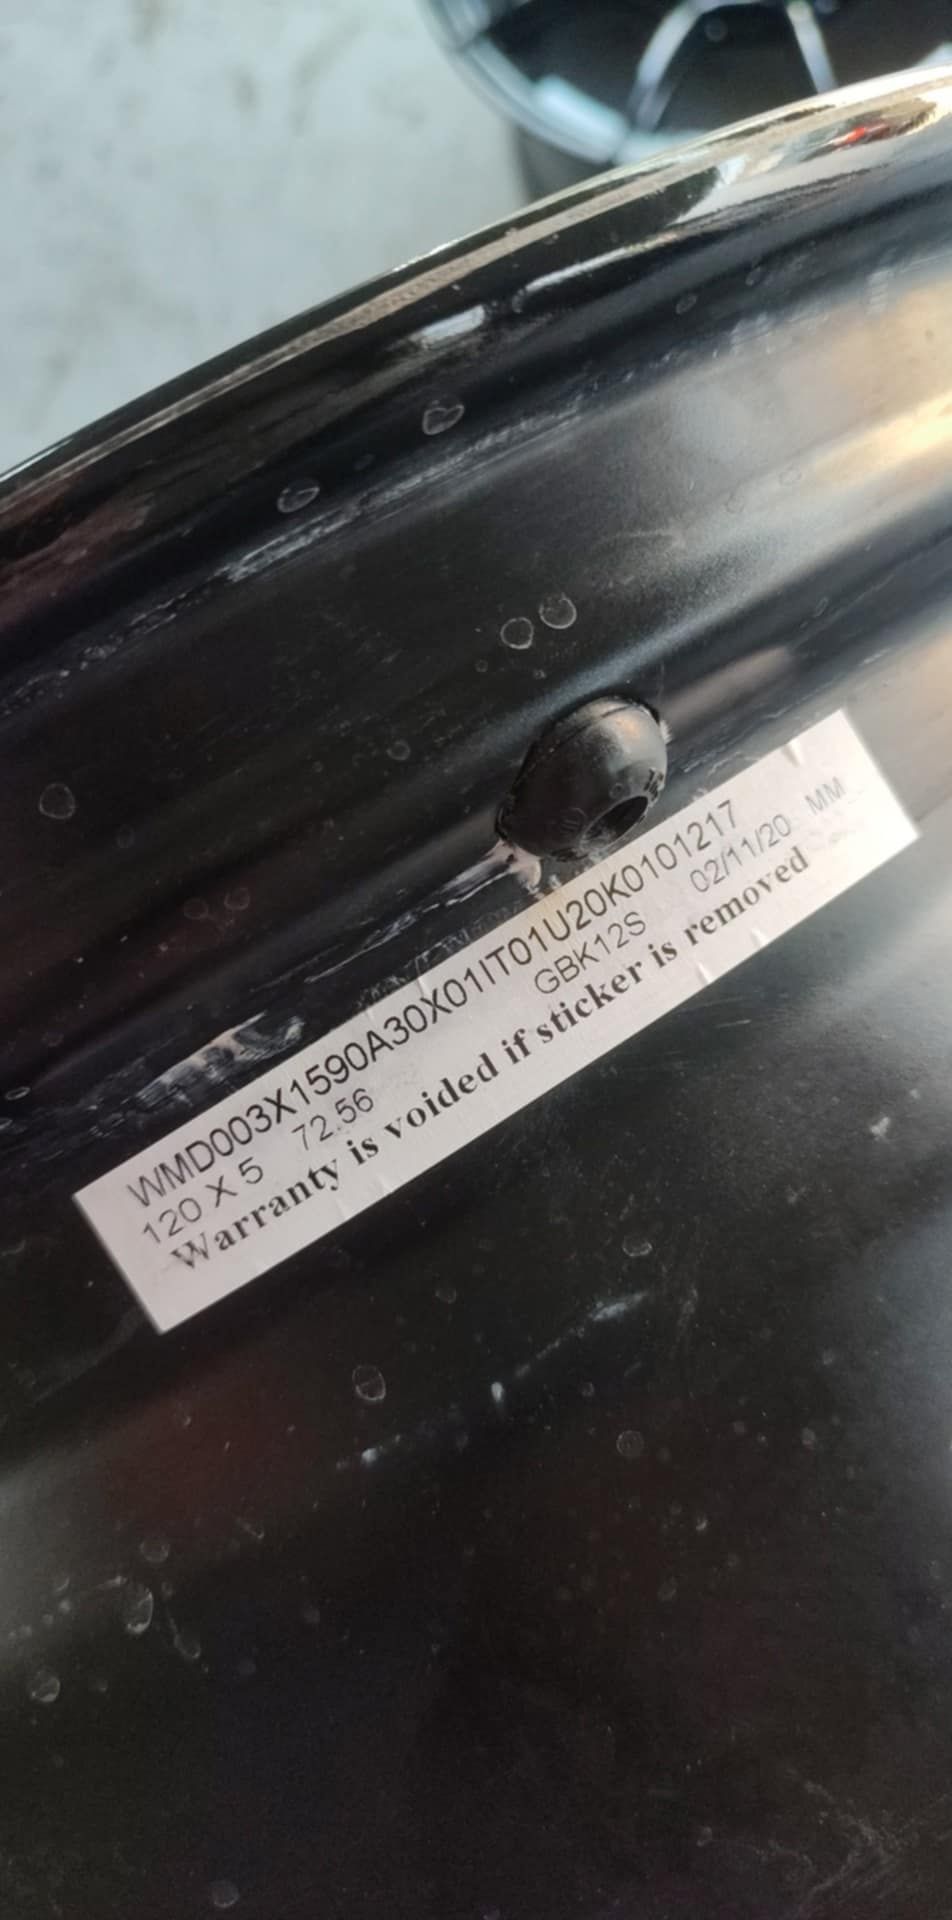 WMD003X1590A30X01IT01U20K0101217
120 X 5 72.56 GBK12S 02/11/20 MM
Warranty is voided if sticker is removed